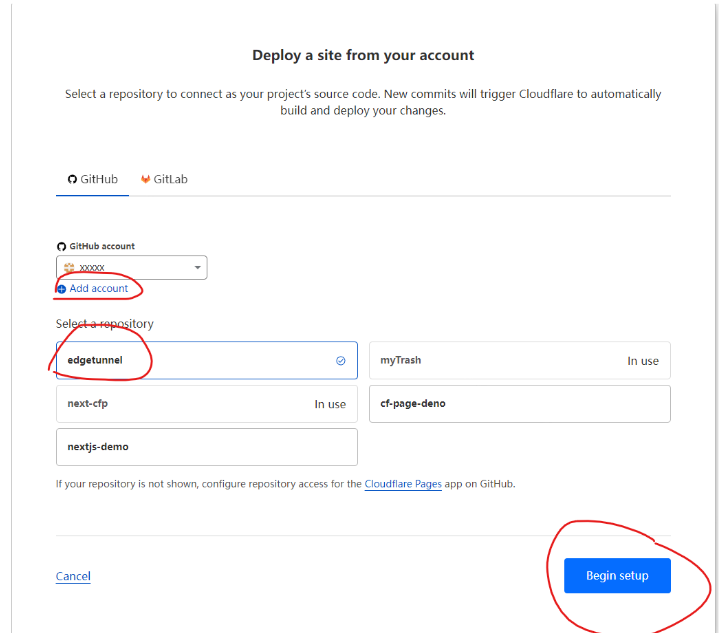 Deploy a site from your account
Select a repository to connect as your project's source code. New commits will trigger Cloudflare to automatically
build and deploy your changes.
GitHub
GitLab
GitHub account
xxxxx
Add account
Select a repository
edgetunnel
myTrash In use
next-cfp In use
cf-page-deno
nextjs-demo
If your repository is not shown, configure repository access for the Cloudflare Pages app on GitHub.
Cancel
Begin setup